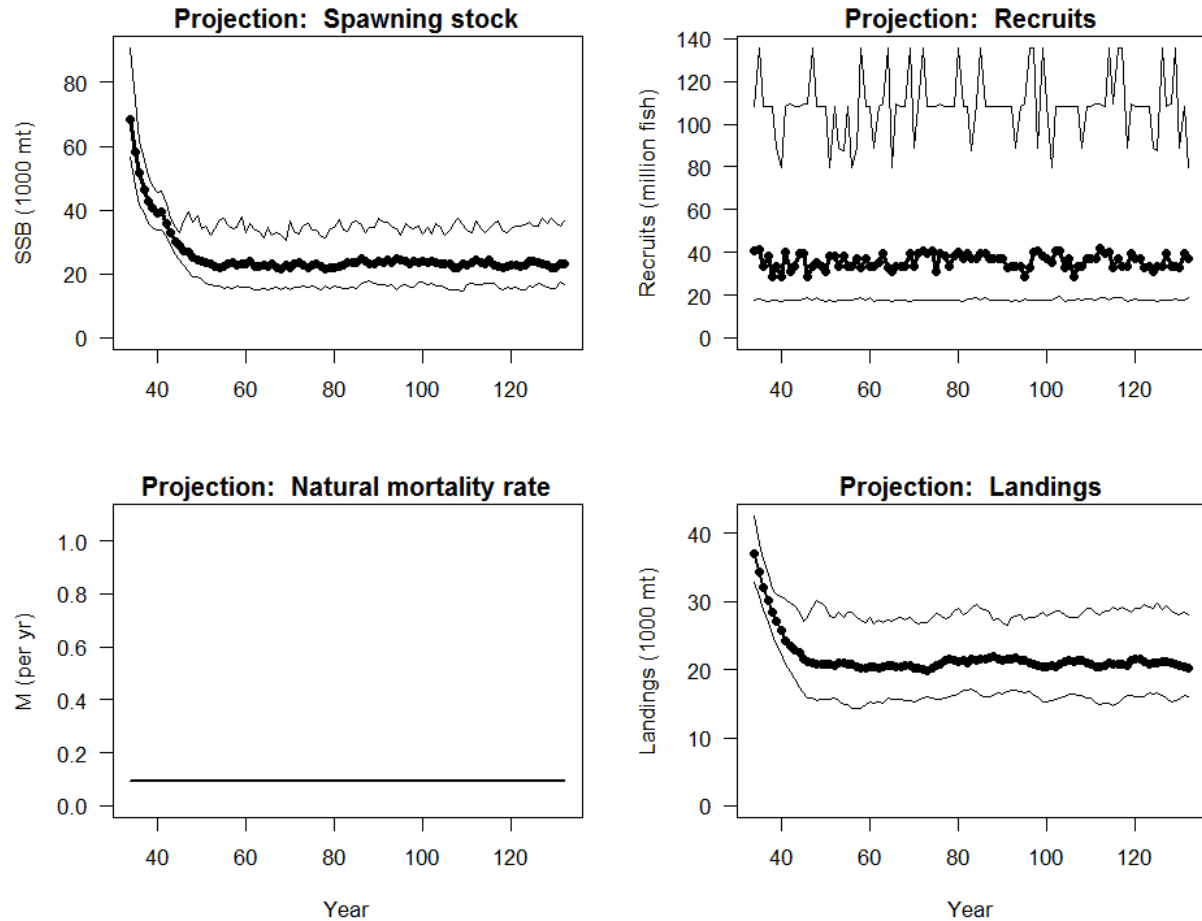 Projection:  Spawning stock
SSB (1000 mt)
80
60
40
20
0
40 60 80 100 120
Projection:  Recruits
Recruits (million fish)
140
120
100
80
60
40
20
0
40 60 80 100 120
Projection:  Natural mortality rate
M (per yr)
1.0
0.8
0.6
0.4
0.2
0.0
40 60 80 100 120
Year
Projection:  Landings
Landings (1000 mt)
40
30
20
10
0
40 60 80 100 120
Year